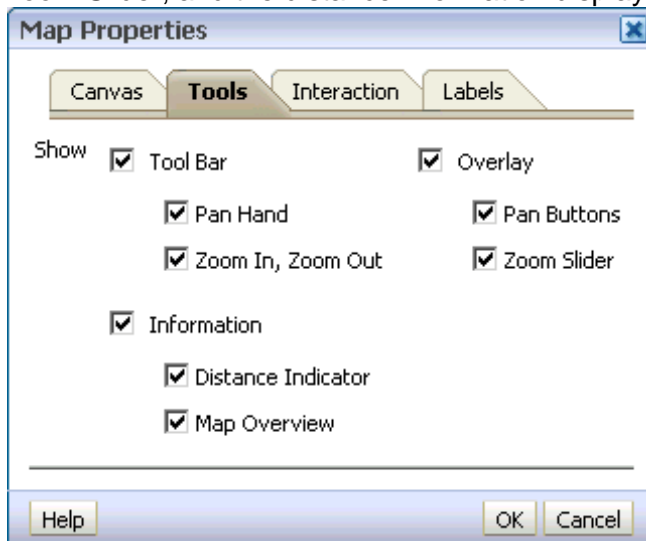 Map Properties
Canvas Tools Interaction Labels
Show Tool Bar Overlay
Pan Hand Pan Buttons
Zoom In, Zoom Out Zoom Slider
Information
Distance Indicator
Map Overview
Help OK Cancel